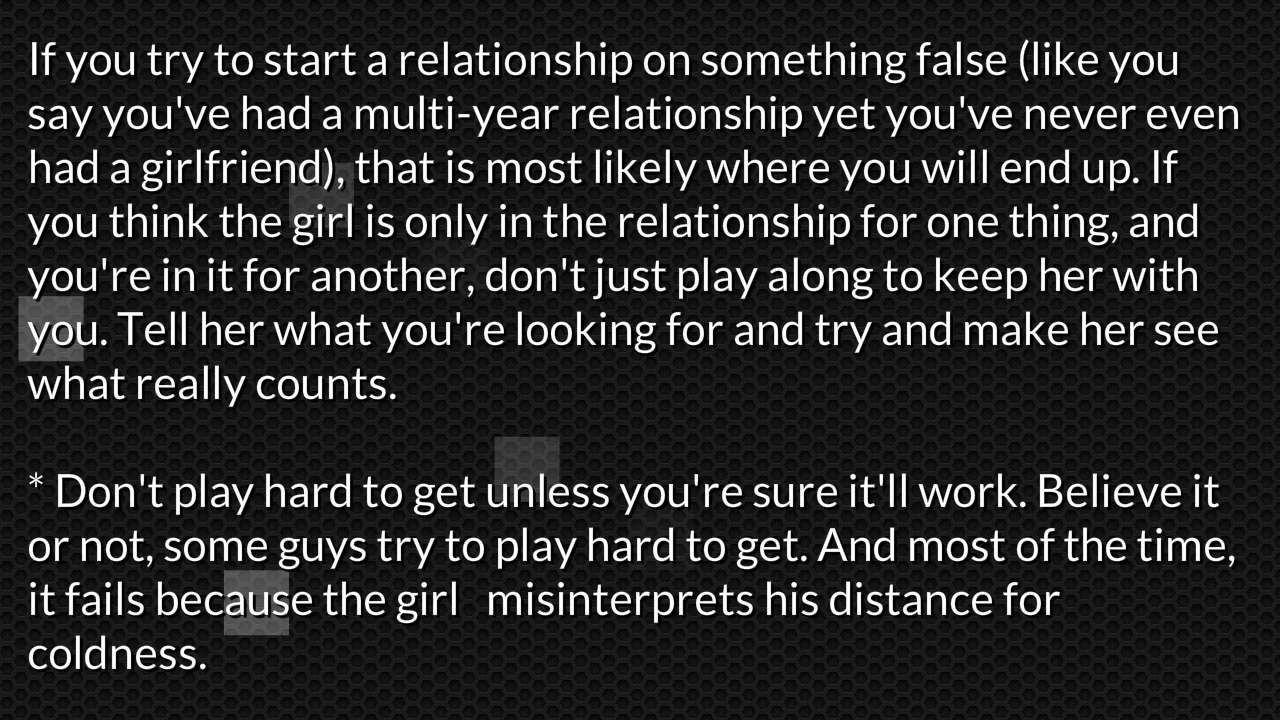 If you try to start a relationship on something false (like you
say you've had a multi-year relationship yet you've never even
had a girlfriend), that is most likely where you will end up. If
you think the girl is only in the relationship for one thing, and
you're in it for another, don't just play along to keep her with
you. Tell her what you're looking for and try and make her see
what really counts.

* Don't play hard to get unless you're sure it'll work. Believe it
or not, some guys try to play hard to get. And most of the time,
it fails because the girl   misinterprets his distance for
coldness.